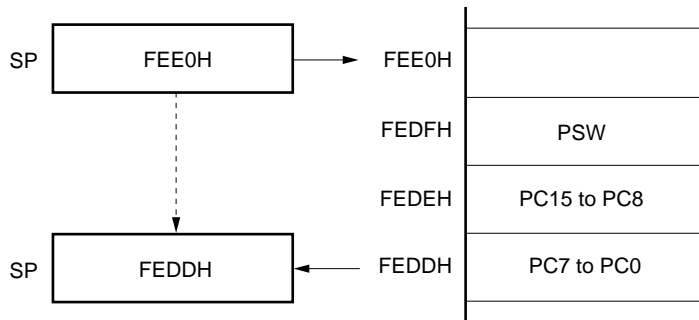 SP FEE0H FEE0H
FEDFH PSW
FEDEH PC15 to PC8
SP FEDDH FEDDH PC7 to PC0